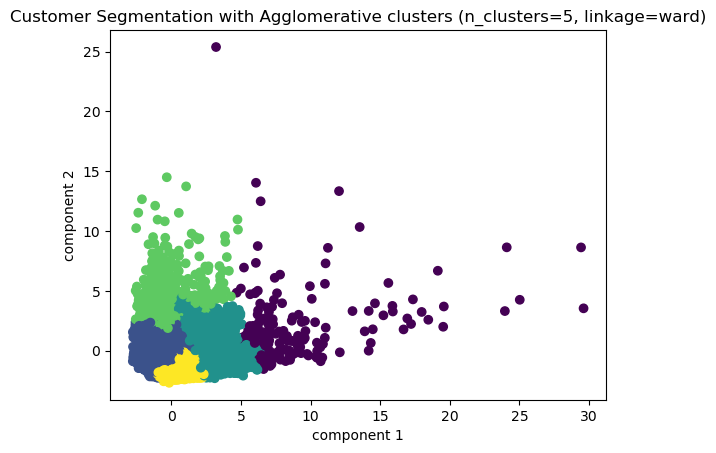 Customer Segmentation with Agglomerative clusters (n_clusters=5, linkage=ward)
25
20
15
10
5
0
component 2
0 5 10 15 20 25 30
component 1